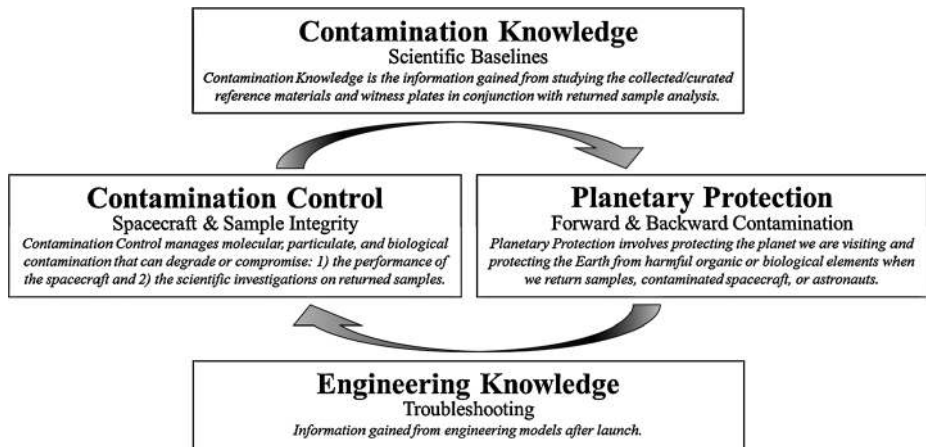 Contamination Knowledge
Scientific Baselines
Contamination Knowledge is the information gained from studying the collected/curated
reference materials and witness plates in conjunction with returned sample analysis.
Contamination Control
Spacecraft & Sample Integrity
Contamination Control manages molecular, particulate, and biological
contamination that can degrade or compromise: 1) the performance of
the spacecraft and 2) the scientific investigations on returned samples.
Planetary Protection
Forward & Backward Contamination
Planetary Protection involves protecting the planet we are visiting and
protecting the Earth from harmful organic or biological elements when
we return samples, contaminated spacecraft, or astronauts.
Engineering Knowledge
Troubleshooting
Information gained from engineering models after launch.